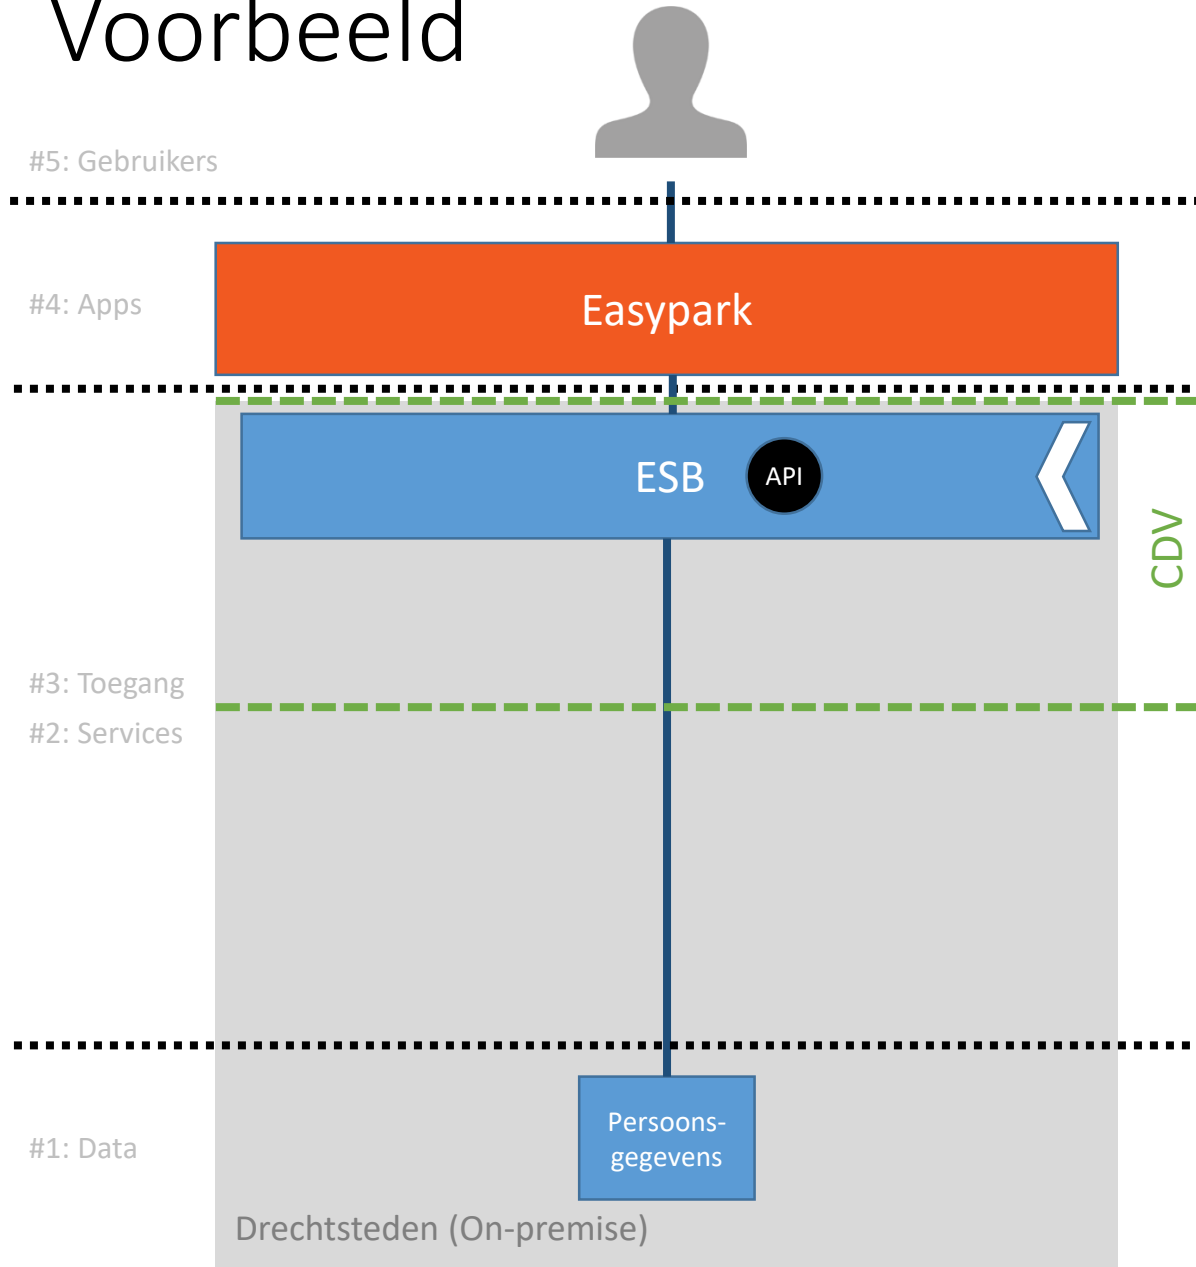 Voorbeeld
#5: Gebruikers
#4: Apps
Easypark
ESB
API
CDV
#3: Toegang
#2: Services
#1: Data
Persoons-
gegevens
Drechtsteden (On-premise)